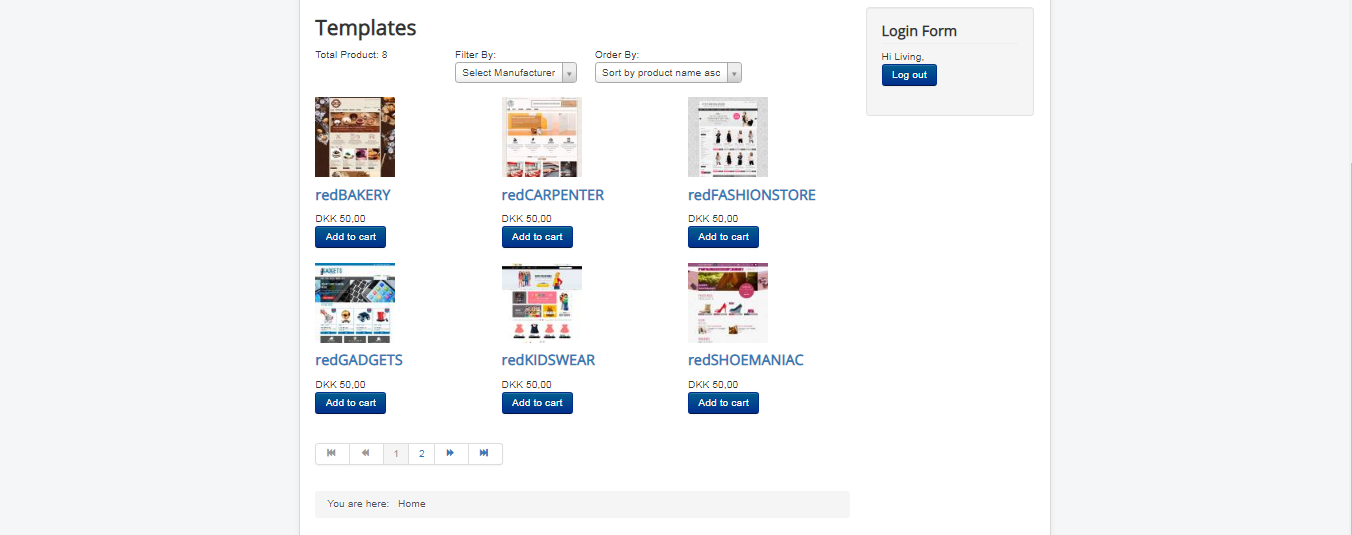 Templates
Total Product: 8
Filter By:
Select Manufacturer
Order By:
Sort by product name asc
redBAKERY
DKK 50,00
Add to cart
redCARPENTER
DKK 50,00
Add to cart
redFASHIONSTORE
DKK 50,00
Add to cart
GADGETS
redGADGETS
DKK 50,00
Add to cart
redKIDSWEAR
DKK 50,00
Add to cart
redSHOEMANIAC
DKK 50,00
Add to cart
1
2
You are here: Home
Login Form
Hi Living,
Log out